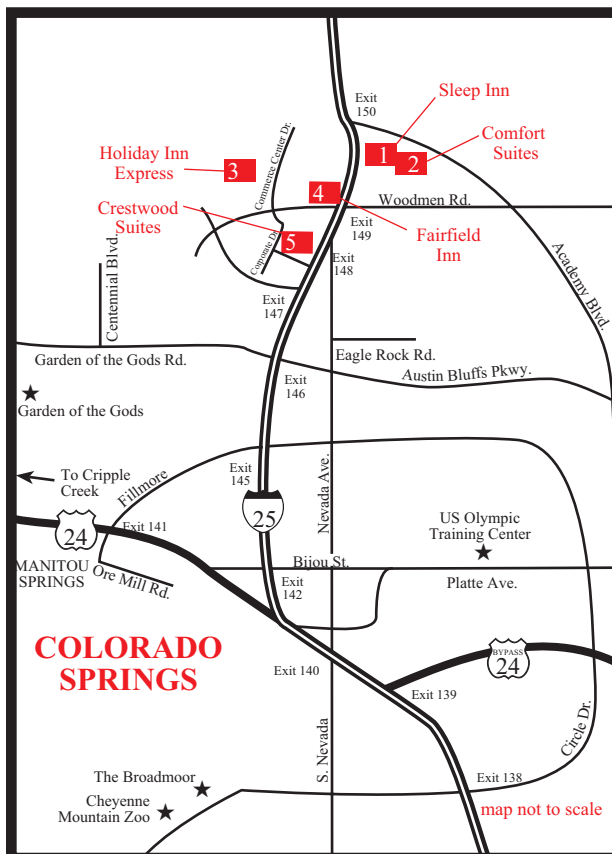 Exit
150
Sleep Inn
Comfort
Suites
1
2
Holiday Inn
Express
3
Commerce Center Dr.
4
Woodmen Rd.
Crestwood
Suites
5
Corporate Dr.
Exit
149
Fairfield
Inn
Exit
148
Academy Blvd.
Centennial Blvd.
Exit
147
Garden of the Gods Rd.
Eagle Rock Rd.
Austin Bluffs Pkwy.
Exit
146
Garden of the Gods
To Cripple
Creek
Fillmore
Exit
145
Nevada Ave.
25
24
Exit 141
US Olympic
Training Center
MANITOU
SPRINGS
Ore Mill Rd.
Bijou St.
Exit
142
Platte Ave.
COLORADO
SPRINGS
Exit 140
BYPASS
24
Exit 139
Circle Dr.
S. Nevada
The Broadmoor
Cheyenne
Mountain Zoo
Exit 138
map not to scale